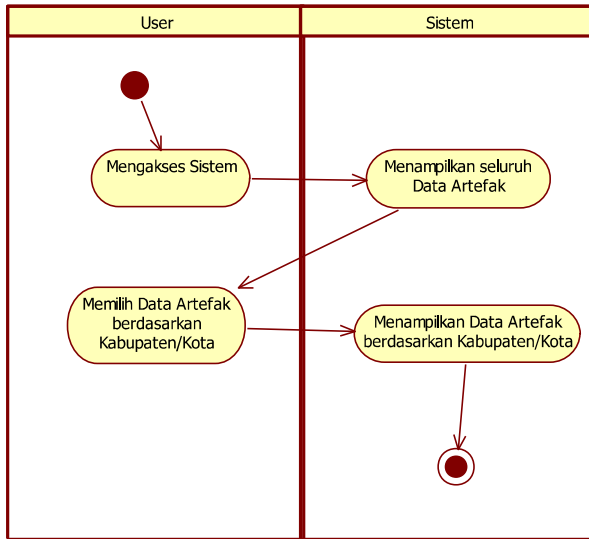 User
Sistem
Mengakses Sistem
Menampilkan seluruh
Data Artefak
Memilih Data Artefak
berdasarkan
Kabupaten/Kota
Menampilkan Data Artefak
berdasarkan Kabupaten/Kota